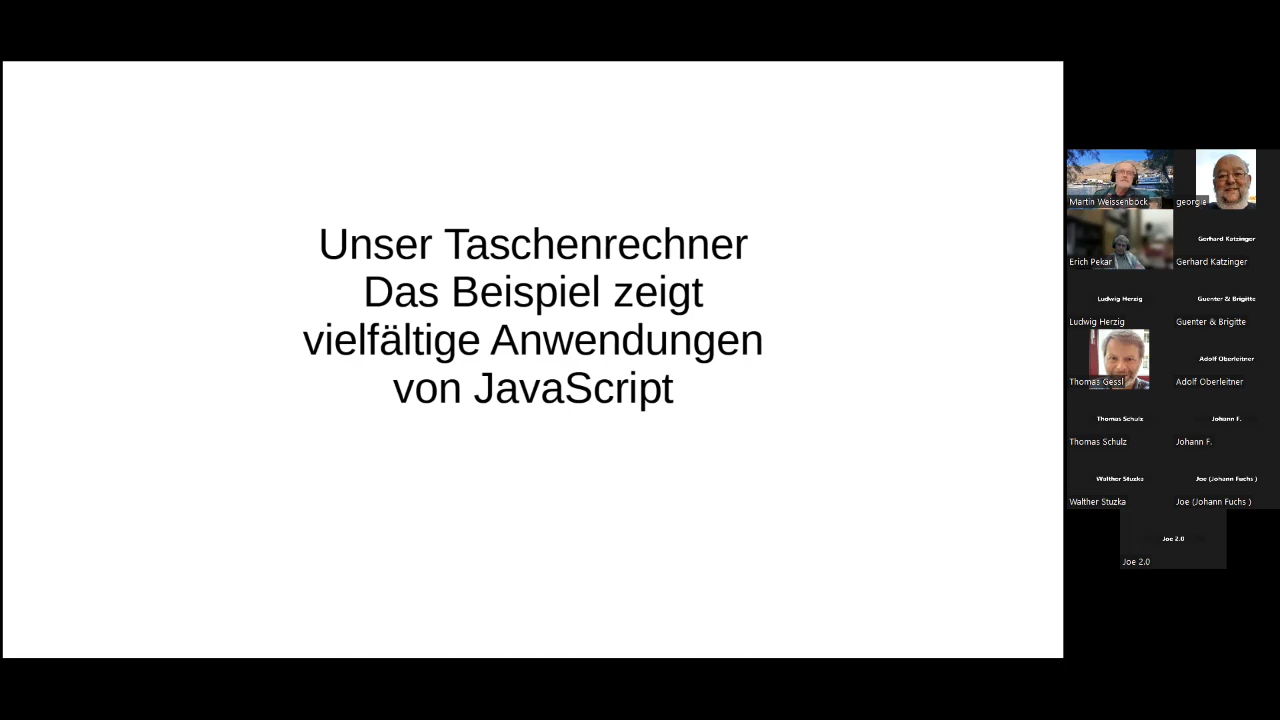 Unser Taschenrechner
Das Beispiel zeigt
vielfältige Anwendungen
von JavaScript
Martin Weissenböck
georgie
Erich Pekar
Gerhard Katzinger
Gerhard Katzinger
Ludwig Herzig
Ludwig Herzig
Guenter & Brigitte
Guenter & Brigitte
Thomas Gessl
Adolf Oberleitner
Adolf Oberleitner
Thomas Schulz
Thomas Schulz
Johann F.
Johann F.
Walther Stuzka
Walther Stuzka
Joe (Johann Fuchs )
Joe (Johann Fuchs )
Joe 2.0
Joe 2.0